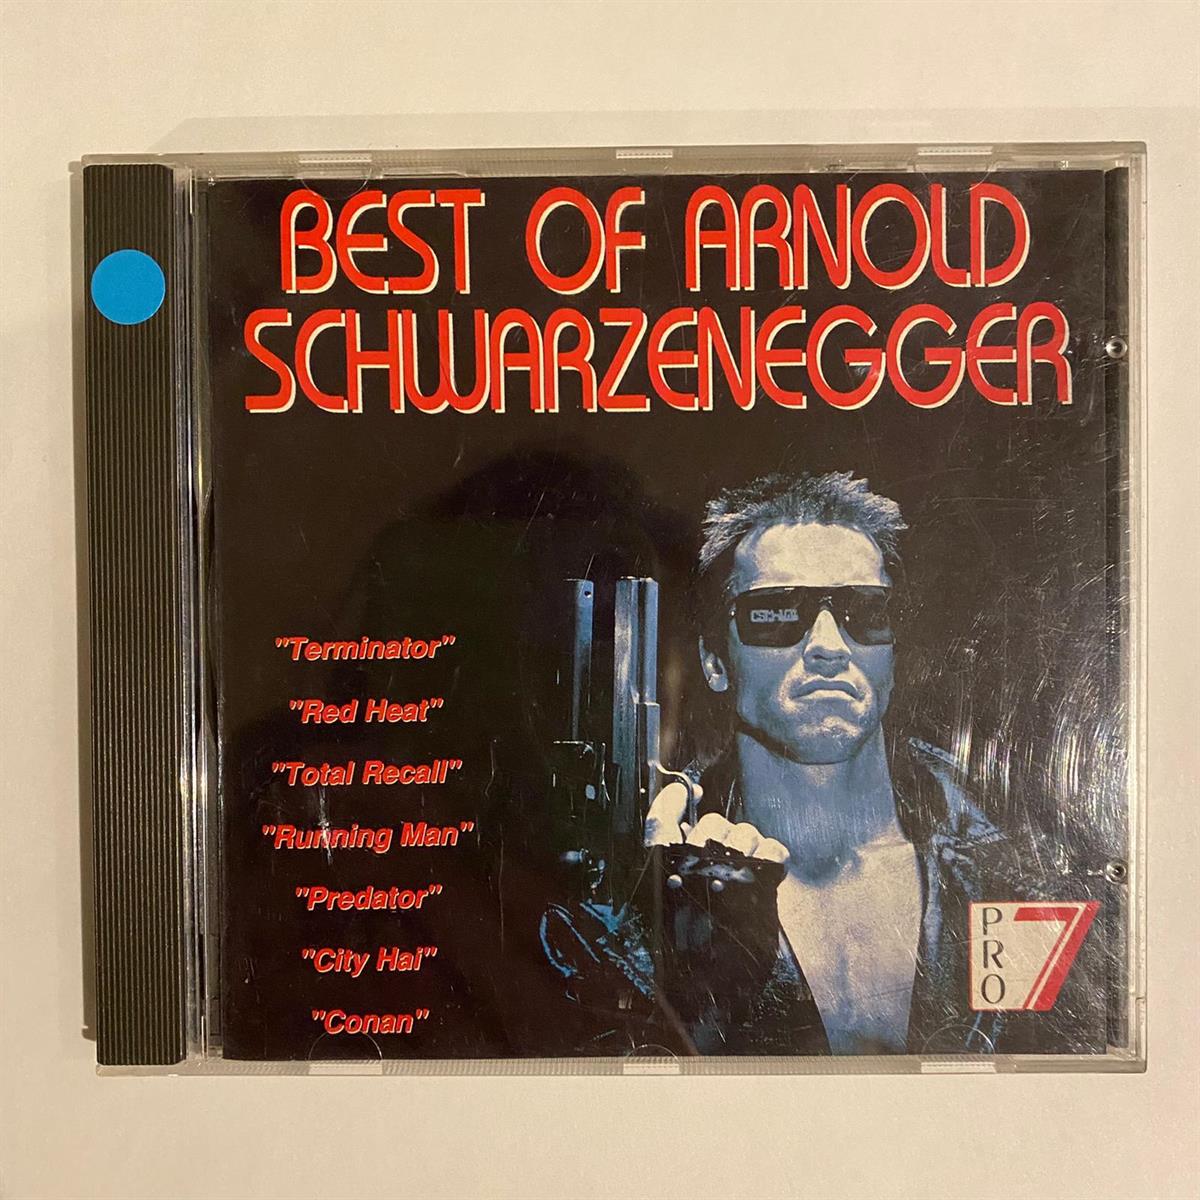 BEST OF ARNOLD
SCHWARZENEGGER
"Terminator"
"Red Heat"
"Total Recall"
"Running Man"
"Predator"
"City Hai"
"Conan"
PRO 7